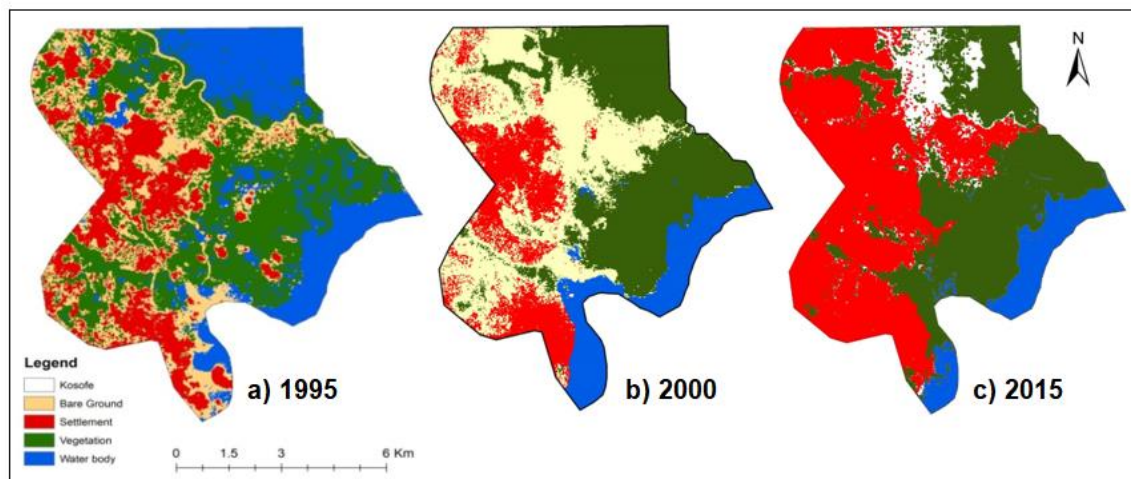 N
Legend
Kosofe
Bare Ground
Settlement
Vegetation
Water body
a) 1995
b) 2000
c) 2015
0 1.5 3 6 Km